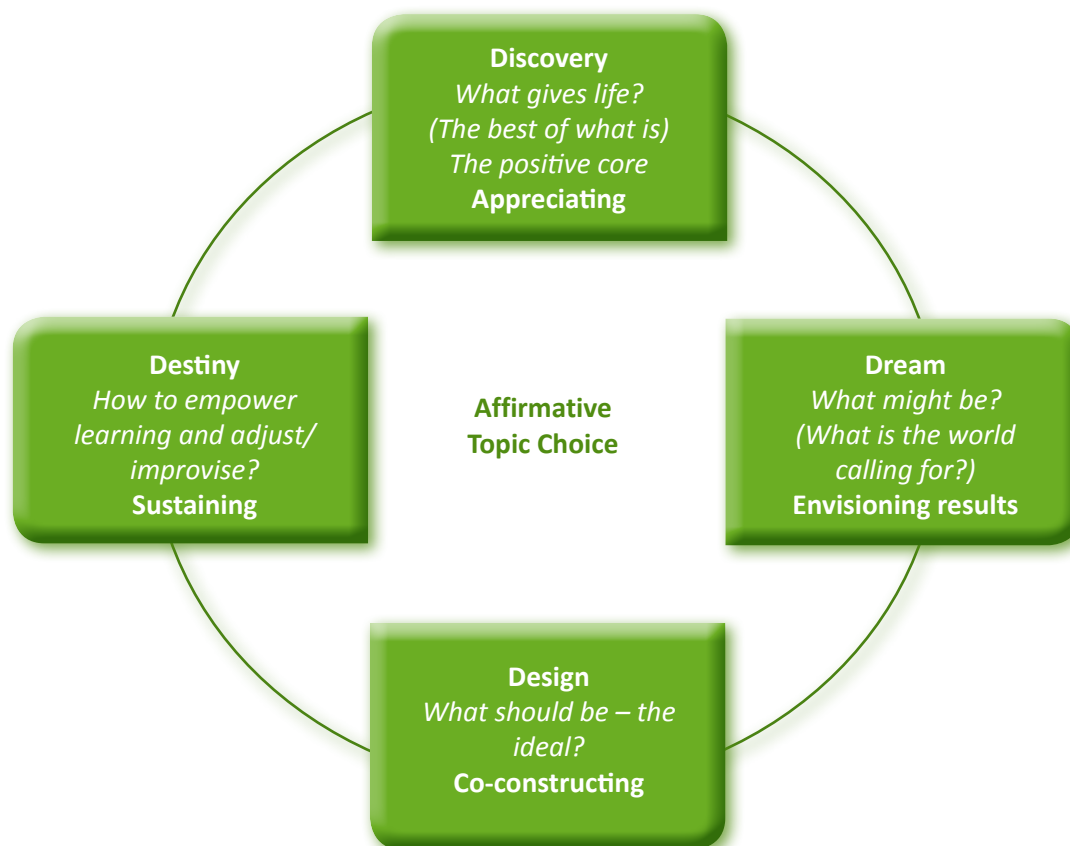 Discovery
What gives life?
(The best of what is)
The positive core
Appreciating
Destiny
How to empower
learning and adjust/
improvise?
Sustaining
Affirmative
Topic Choice
Dream
What might be?
(What is the world
calling for?)
Envisioning results
Design
What should be – the
ideal?
Co-constructing